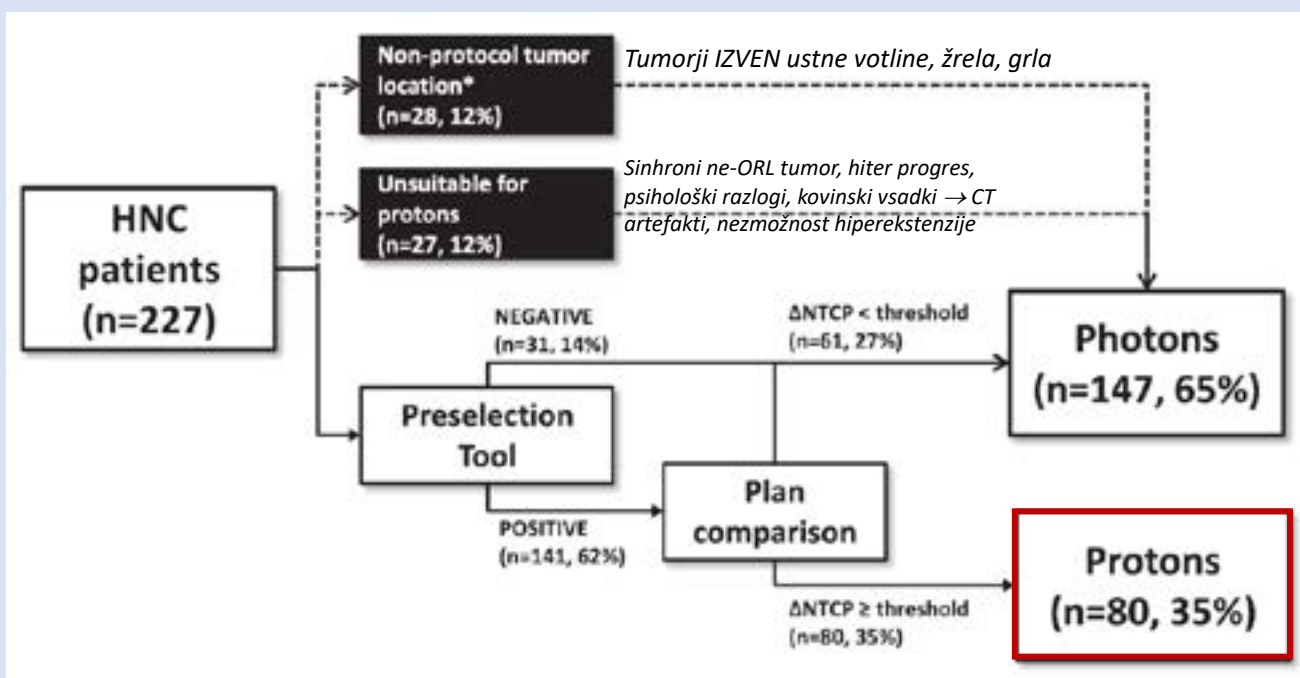 Non-protocol tumor
location*
(n=28, 12%)
Tumorji IZVEN ustne votline, žrela, grla
Unsuitable for
protons
(n=27, 12%)
Sinhroni ne-ORL tumor, hiter progres,
psihološki razlogi, kovinski vsadki → CT
artefakti, nezmožnost hiperekstenzije
HNC
patients
(n=227)
NEGATIVE
(n=31, 14%)
ΔNTCP < threshold
(n=61, 27%)
Photons
(n=147, 65%)
Preselection
Tool
Plan
comparison
POSITIVE
(n=141, 62%)
ΔNTCP ≥ threshold
(n=80, 35%)
Protons
(n=80, 35%)